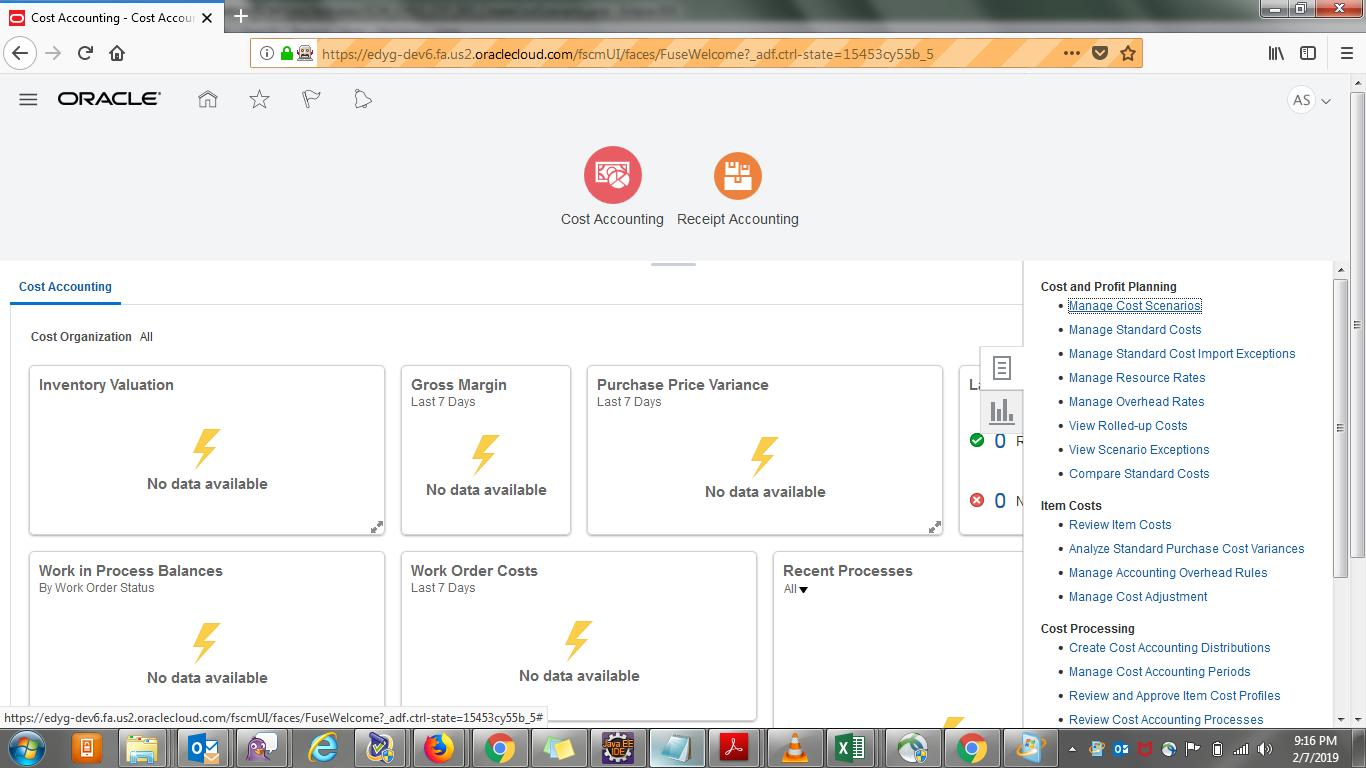 Cost Accounting - Cost Accour
https://edyg-dev6.fa.us2.oraclecloud.com/fscmUI/faces/FuseWelcome?_adf.ctrl-state=15453cy55b_5
ORACLE
AS
Cost Accounting
Receipt Accounting
Cost Accounting
Cost Organization All
Inventory Valuation
No data available
Gross Margin
Last 7 Days
No data available
Purchase Price Variance
Last 7 Days
No data available
0
0 N
Work in Process Balances
By Work Order Status
No data available
Work Order Costs
Last 7 Days
No data available
Recent Processes
All
Cost and Profit Planning
Manage Cost Scenarios
Manage Standard Costs
Manage Standard Cost Import Exceptions
Manage Resource Rates
Manage Overhead Rates
View Rolled-up Costs
View Scenario Exceptions
Compare Standard Costs
Item Costs
Review Item Costs
Analyze Standard Purchase Cost Variances
Manage Accounting Overhead Rules
Manage Cost Adjustment
Cost Processing
Create Cost Accounting Distributions
Manage Cost Accounting Periods
Review and Approve Item Cost Profiles
Review Cost Accounting Processes
https://edyg-dev6.fa.us2.oraclecloud.com/fscmUI/faces/FuseWelcome?_adf.ctrl-state=15453cy55b_5#
Java EE
IDE
9:16 PM
2/7/2019